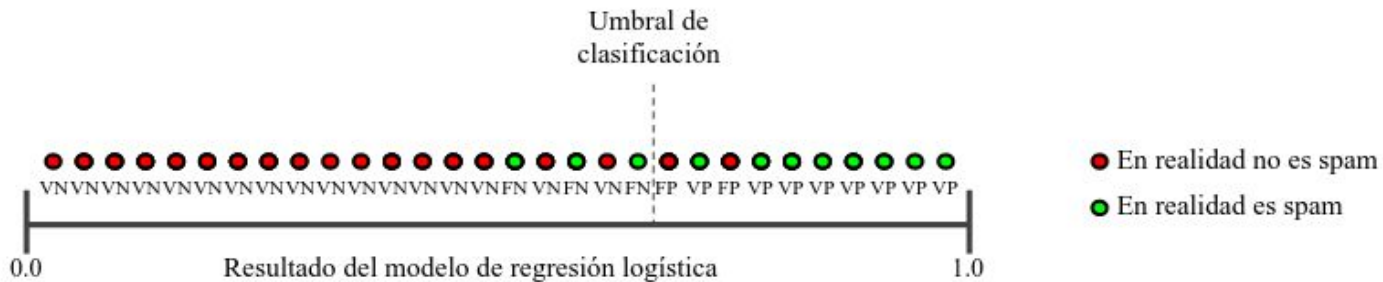 Umbral de
clasificación
VN VN VN VN VN VN VN VN VN VN VN VN VN VN VN FN VN FN VN FN FP VP FP VP VP VP VP VP VP VP
En realidad no es spam
En realidad es spam
0.0
Resultado del modelo de regresión logística
1.0